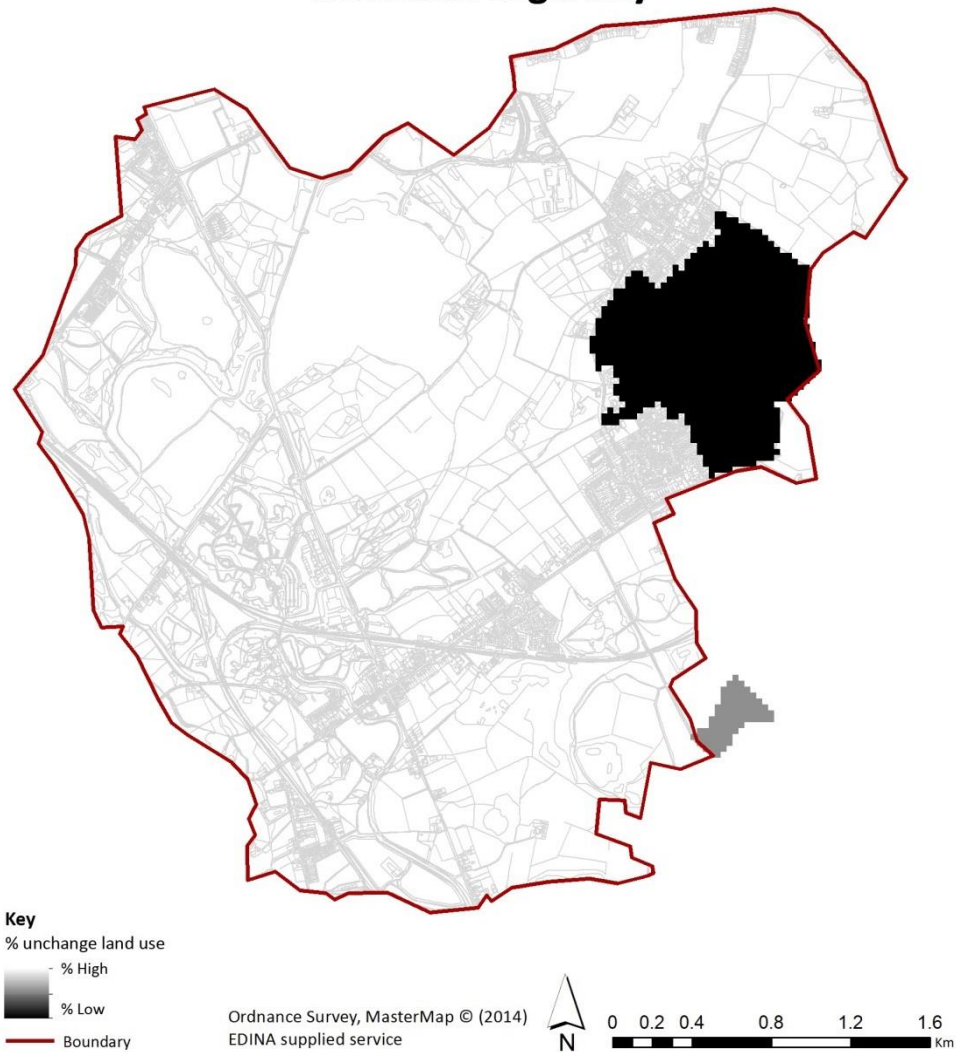 Key
% unchange land use
% High
% Low
Boundary
Ordnance Survey, MasterMap © (2014)
EDINA supplied service
N
0 0.2 0.4 0.8 1.2 1.6
Km